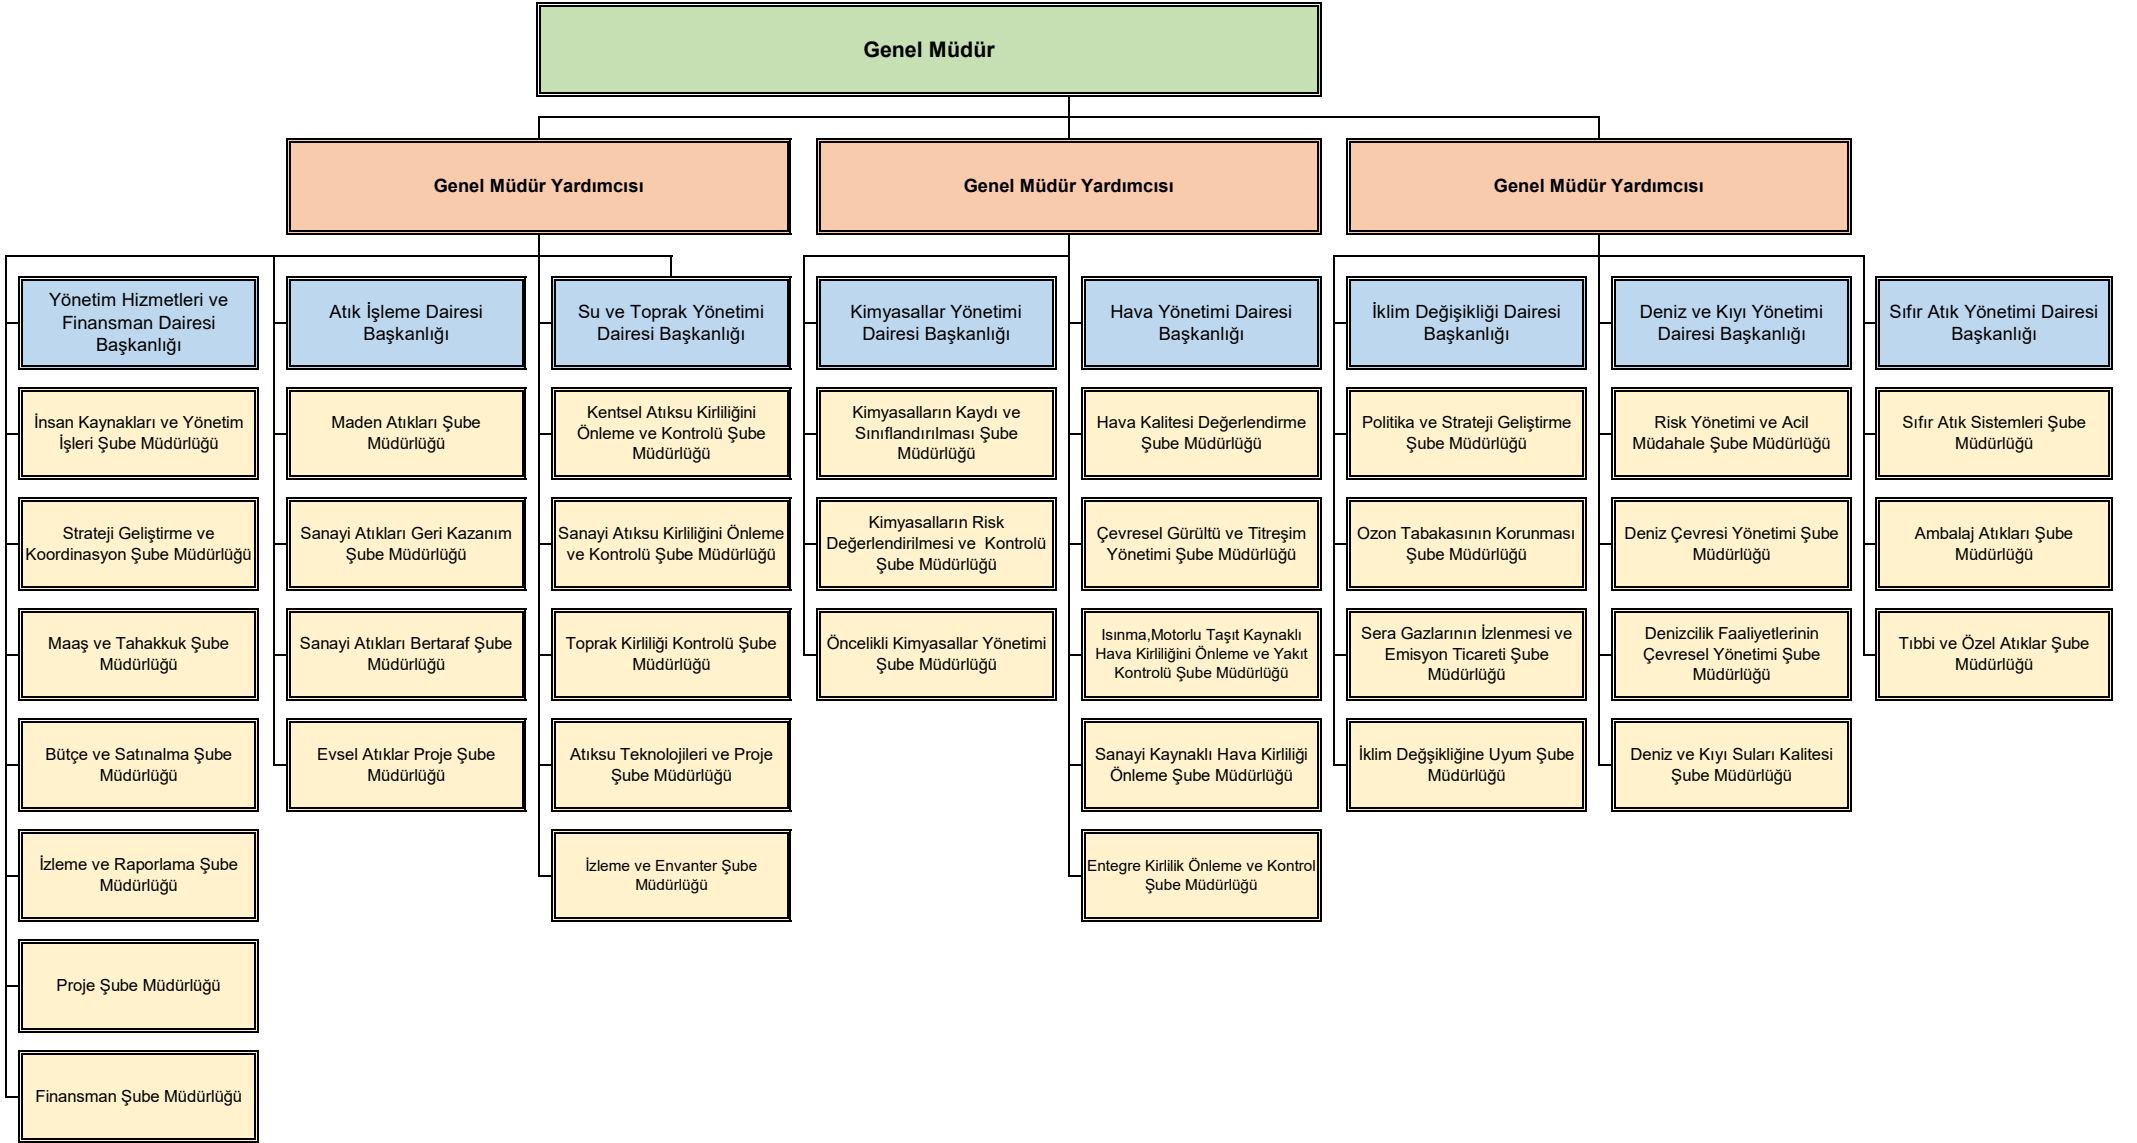 Genel Müdür
Genel Müdür Yardımcısı
Genel Müdür Yardımcısı
Genel Müdür Yardımcısı
Yönetim Hizmetleri ve
Finansman Dairesi
Başkanlığı
Atık İşleme Dairesi
Başkanlığı
Su ve Toprak Yönetimi
Dairesi Başkanlığı
Kimyasallar Yönetimi
Dairesi Başkanlığı
Hava Yönetimi Dairesi
Başkanlığı
İklim Değişikliği Dairesi
Başkanlığı
Deniz ve Kıyı Yönetimi
Dairesi Başkanlığı
Sıfır Atık Yönetimi Dairesi
Başkanlığı
İnsan Kaynakları ve Yönetim
İşleri Şube Müdürlüğü
Maden Atıkları Şube
Müdürlüğü
Kentsel Atıksu Kirliliğini
Önleme ve Kontrolü Şube
Müdürlüğü
Kimyasalların Kaydı ve
Sınıflandırılması Şube
Müdürlüğü
Hava Kalitesi Değerlendirme
Şube Müdürlüğü
Politika ve Strateji Geliştirme
Şube Müdürlüğü
Risk Yönetimi ve Acil
Müdahale Şube Müdürlüğü
Sıfır Atık Sistemleri Şube
Müdürlüğü
Strateji Geliştirme ve
Koordinasyon Şube Müdürlüğü
Sanayi Atıkları Geri Kazanım
Şube Müdürlüğü
Sanayi Atıksu Kirliliğini Önleme
ve Kontrolü Şube Müdürlüğü
Kimyasalların Risk
Değerlendirilmesi ve  Kontrolü
Şube Müdürlüğü
Çevresel Gürültü ve Titreşim
Yönetimi Şube Müdürlüğü
Ozon Tabakasının Korunması
Şube Müdürlüğü
Deniz Çevresi Yönetimi Şube
Müdürlüğü
Ambalaj Atıkları Şube
Müdürlüğü
Maaş ve Tahakkuk Şube
Müdürlüğü
Sanayi Atıkları Bertaraf Şube
Müdürlüğü
Toprak Kirliliği Kontrolü Şube
Müdürlüğü
Öncelikli Kimyasallar Yönetimi
Şube Müdürlüğü
Isınma,Motorlu Taşıt Kaynaklı
Hava Kirliliğini Önleme ve Yakıt
Kontrolü Şube Müdürlüğü
Sera Gazlarının İzlenmesi ve
Emisyon Ticareti Şube
Müdürlüğü
Denizcilik Faaliyetlerinin
Çevresel Yönetimi Şube
Müdürlüğü
Tıbbi ve Özel Atıklar Şube
Müdürlüğü
Bütçe ve Satınalma Şube
Müdürlüğü
Evsel Atıklar Proje Şube
Müdürlüğü
Atıksu Teknolojileri ve Proje
Şube Müdürlüğü
Sanayi Kaynaklı Hava Kirliliği
Önleme Şube Müdürlüğü
İklim Değşikliğine Uyum Şube
Müdürlüğü
Deniz ve Kıyı Suları Kalitesi
Şube Müdürlüğü
İzleme ve Raporlama Şube
Müdürlüğü
İzleme ve Envanter Şube
Müdürlüğü
Entegre Kirlilik Önleme ve Kontrol
Şube Müdürlüğü
Proje Şube Müdürlüğü
Finansman Şube Müdürlüğü